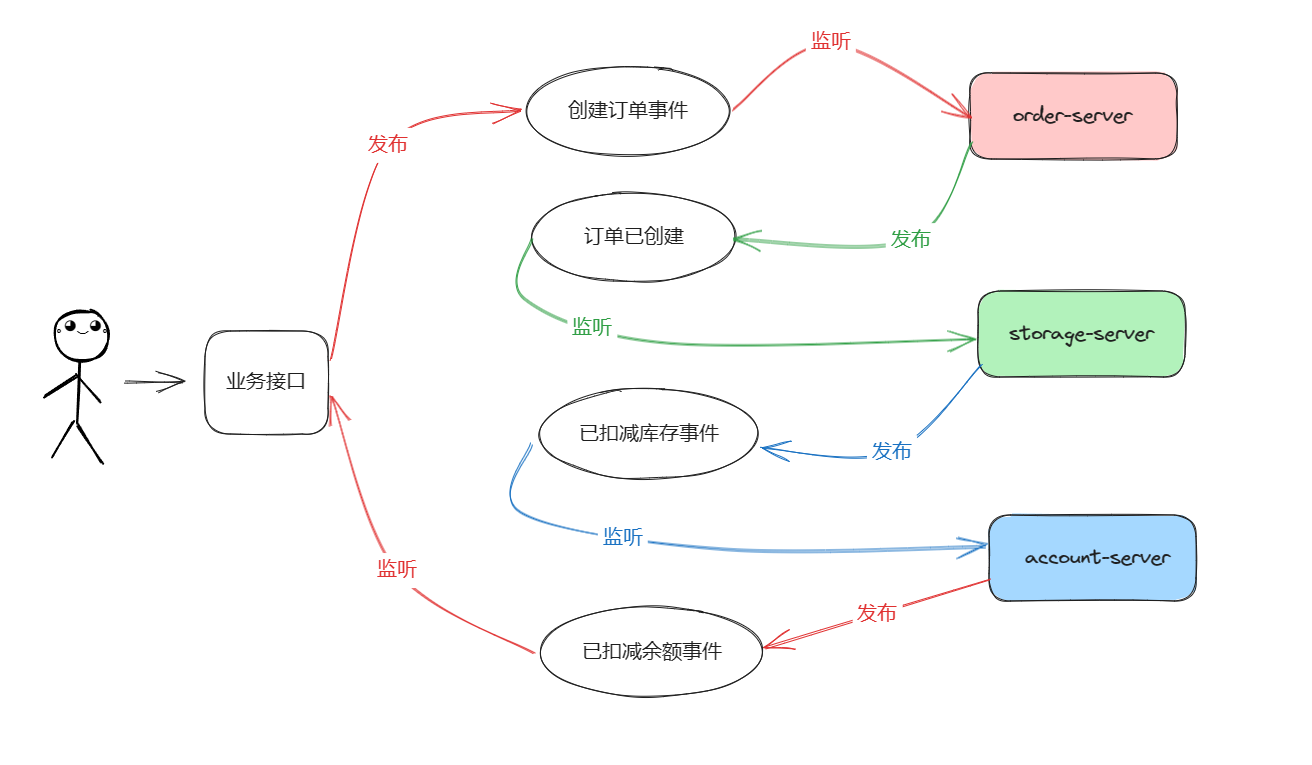 监听
创建订单事件
order-server
发布
订单已创建
发布
监听
storage-server
业务接口
已扣减库存事件
发布
监听
account-server
监听
发布
已扣减余额事件